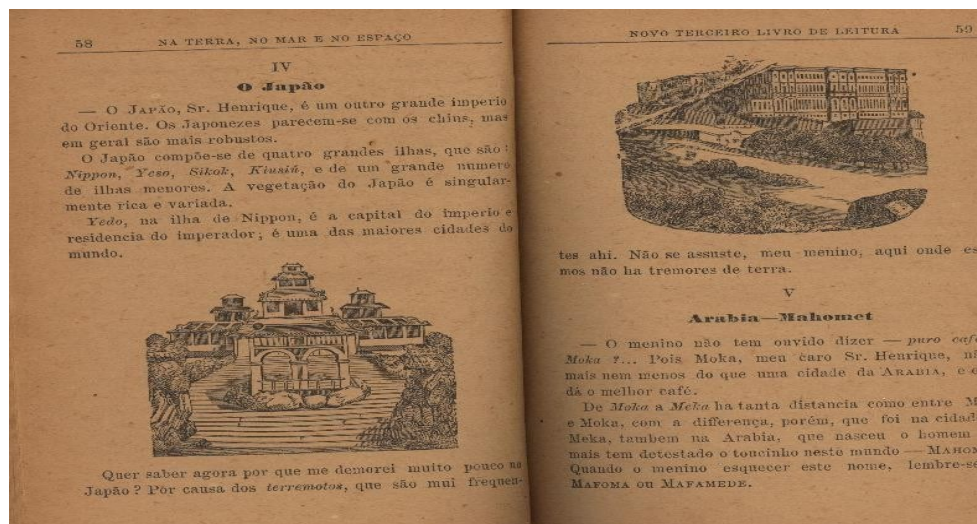 58 NA TERRA, NO MAR E NO ESPAÇO
IV
O Japão
— O JAPÃO, Sr. Henrique, é um outro grande imperio
do Oriente. Os Japonezes parecem-se com os chins, mas
em geral são mais robustos.
O Japão compõe-se de quatro grandes ilhas, que são:
Nippon, Yeso, Sikok, Kiusiú, e de um grande numero
de ilhas menores. A vegetação do Japão é singular-
mente rica e variada.
Yedo, na ilha de Nippon, é a capital do imperio e
residencia do imperador; é uma das maiores cidades do
mundo.
Quer saber agora por que me demorei muito pouco no
Japão? Por causa dos terremotos, que são mui frequen-
NOVO TERCEIRO LIVRO DE LEITURA 59
tes ahi. Não se assuste, meu menino, aqui onde es
mos não ha tremores de terra.
V
Arabia—Mahomet
— O menino não tem ouvido dizer — puro café
Moka ?... Pois Moka, meu caro Sr. Henrique, n
mais nem menos do que uma cidade da ARABIA, e
dá o melhor café.
De Moka a Meka ha tanta distancia como entre M
e Moka, com a differença, porém, que foi na cidad
Meka, tambem na Arabia, que nasceu o homem
mais tem detestado o toucinho neste mundo — MAHOM
Quando o menino esquecer este nome, lembre-se
MAFOMA ou MAFAMEDE.